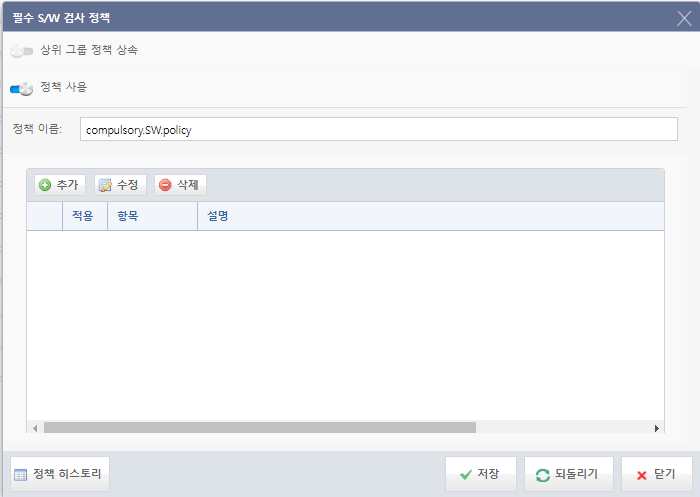 필수 S/W 검사 정책
상위 그룹 정책 상속
정책 사용
정책 이름: compulsory.SW.policy
추가 수정 삭제
적용 항목 설명
정책 히스토리 저장 되돌리기 닫기